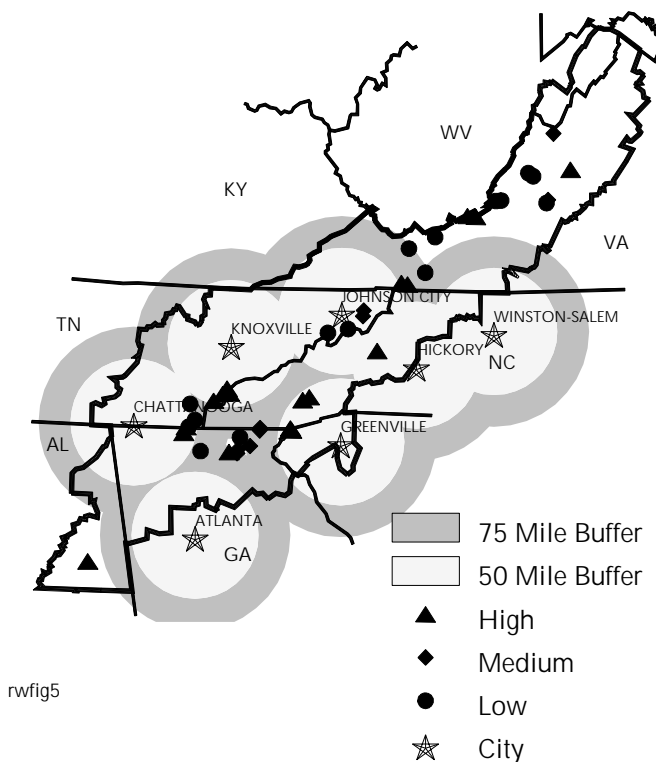 WV
KY
VA
TN
JOHNSON CITY
WINSTON-SALEM
KNOXVILLE
HICKORY
NC
CHATTANOOGA
GREENVILLE
AL
ATLANTA
GA
75 Mile Buffer
50 Mile Buffer
High
Medium
Low
City
rwfig5